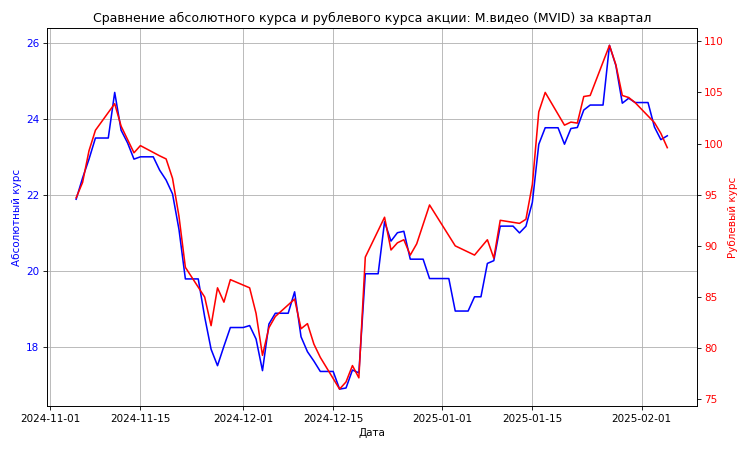 Сравнение абсолютного курса и рублевого курса акции: М.видео (MVID) за квартал
26
24
22
20
18
Абсолютный курс
110
105
100
95
90
85
80
75
Рублевый курс
2024-11-01 2024-11-15 2024-12-01 2024-12-15 2025-01-01 2025-01-15 2025-02-01
Дата